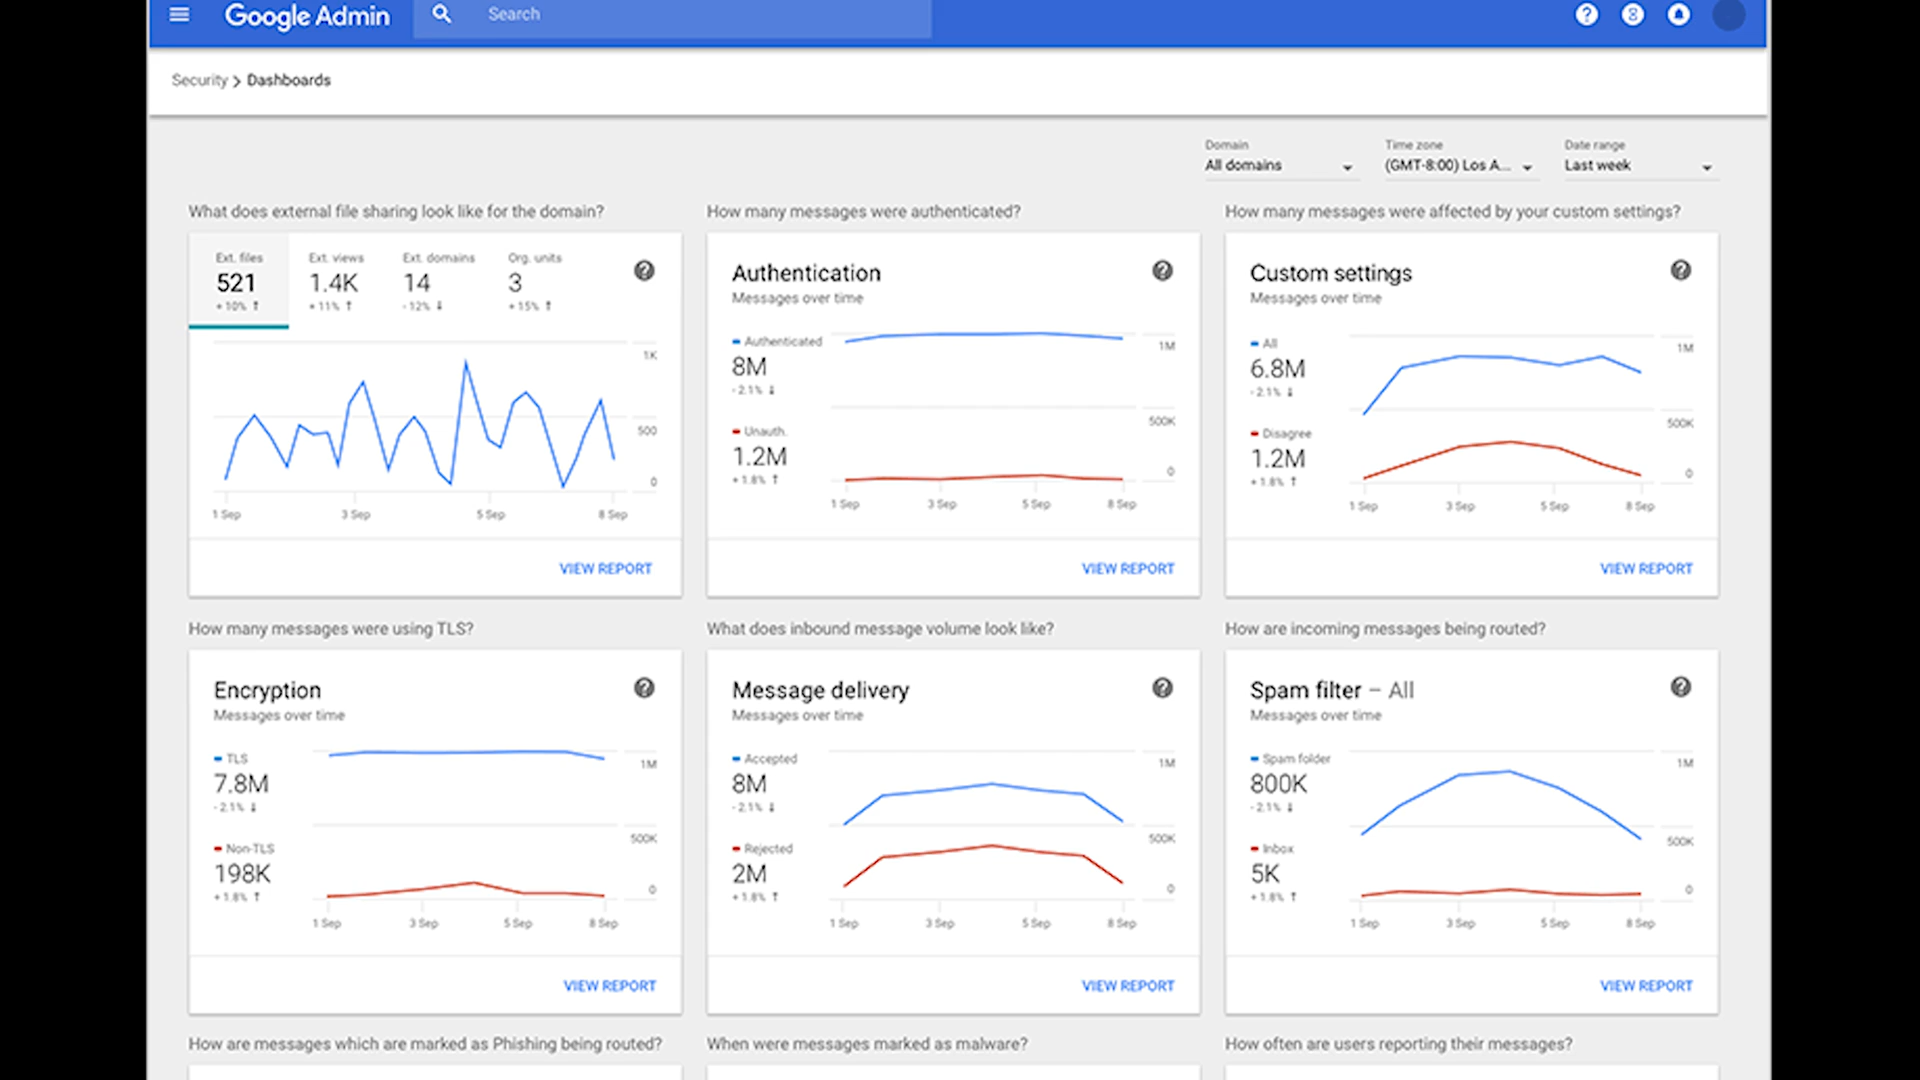 Google Admin
Search
Security > Dashboards
Domain
All domains
Time zone
(GMT-8:00) Los A...
Date range
Last week
What does external file sharing look like for the domain?
Ext. files
521
+10% ↑
Ext. views
1.4K
+11% ↑
Ext. domains
14
-12% ↓
Org. units
3
+15% ↑
1K
500
0
1 Sep 3 Sep 5 Sep 8 Sep
VIEW REPORT
How many messages were authenticated?
Authentication
Messages over time
Authenticated
8M
-2.1% ↓
Unauth.
1.2M
+1.8% ↑
1M
500K
0
1 Sep 3 Sep 5 Sep 8 Sep
VIEW REPORT
How many messages were affected by your custom settings?
Custom settings
Messages over time
All
6.8M
-2.1% ↓
Disagree
1.2M
+1.8% ↑
1M
500K
0
1 Sep 3 Sep 5 Sep 8 Sep
VIEW REPORT
How many messages were using TLS?
Encryption
Messages over time
TLS
7.8M
-2.1% ↓
Non-TLS
198K
+1.8% ↑
1M
500K
0
1 Sep 3 Sep 5 Sep 8 Sep
VIEW REPORT
What does inbound message volume look like?
Message delivery
Messages over time
Accepted
8M
-2.1% ↓
Rejected
2M
+1.8% ↑
1M
500K
0
1 Sep 3 Sep 5 Sep 8 Sep
VIEW REPORT
How are incoming messages being routed?
Spam filter – All
Messages over time
Spam folder
800K
-2.1% ↓
Inbox
5K
+1.8% ↑
1M
500K
0
1 Sep 3 Sep 5 Sep 8 Sep
VIEW REPORT
How are messages which are marked as Phishing being routed?
When were messages marked as malware?
How often are users reporting their messages?